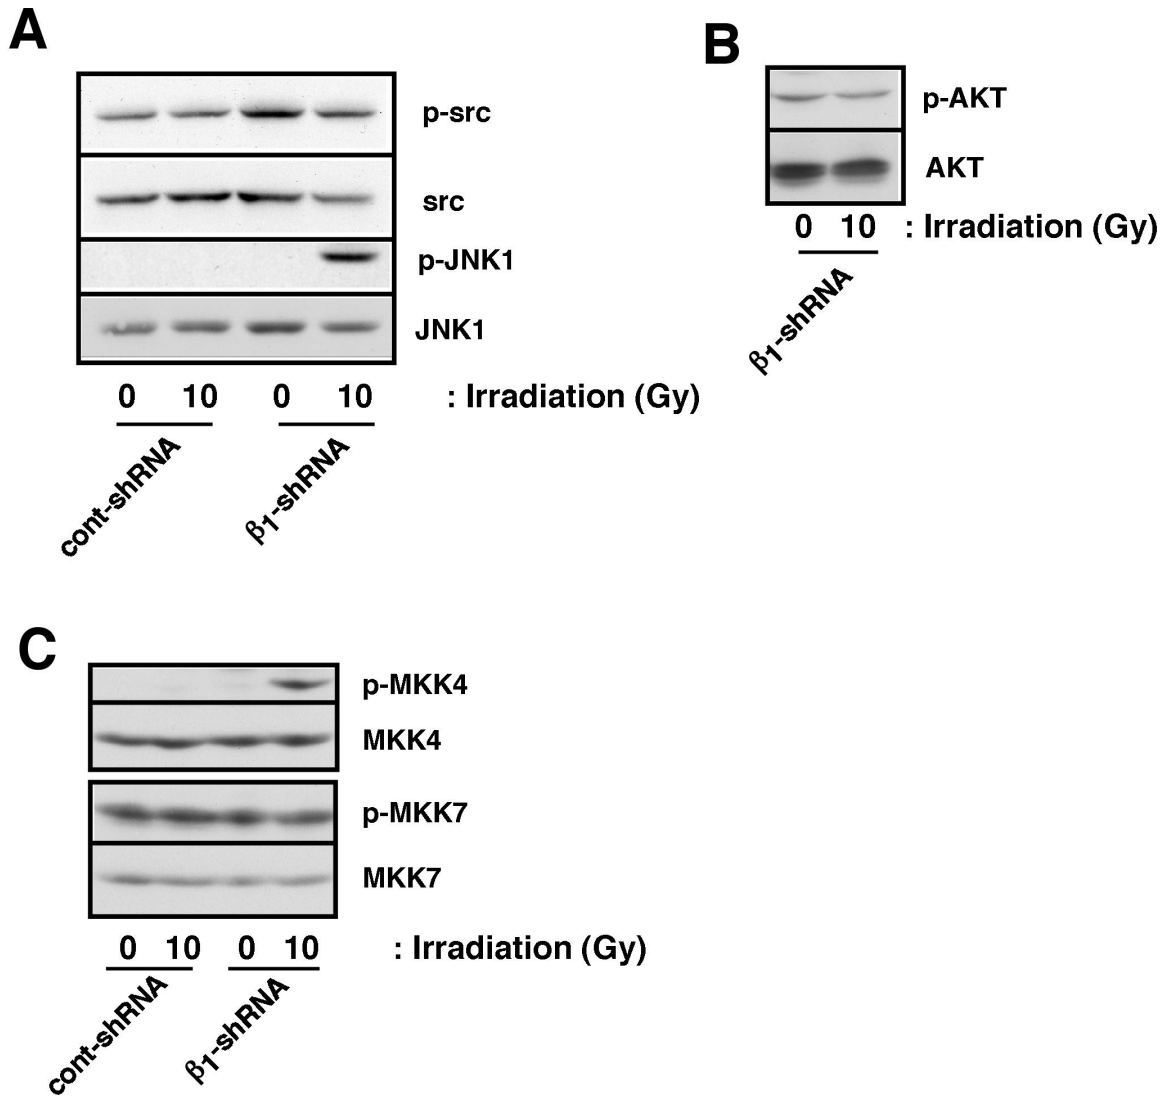 A
p-src
src
p-JNK1
JNK1
0 10 0 10 : Irradiation (Gy)
cont-shRNA
β1-shRNA
B
p-AKT
AKT
0 10 : Irradiation (Gy)
β1-shRNA
C
p-MKK4
MKK4
p-MKK7
MKK7
0 10 0 10 : Irradiation (Gy)
cont-shRNA
β1-shRNA